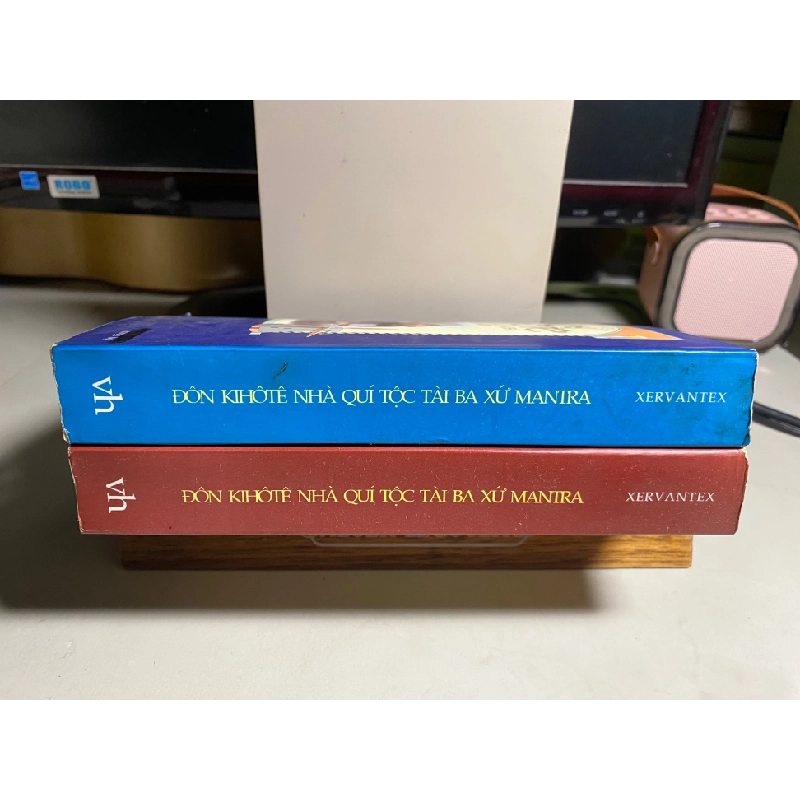 ROBO
vh
ĐÔN KIHÔTÊ NHÀ QUÍ TỘC TÀI BA XỨ MANTRA
XERVANTEX
vh
ĐÔN KIHÔTÊ NHÀ QUÍ TỘC TÀI BA XỨ MANTRA
XERVANTEX